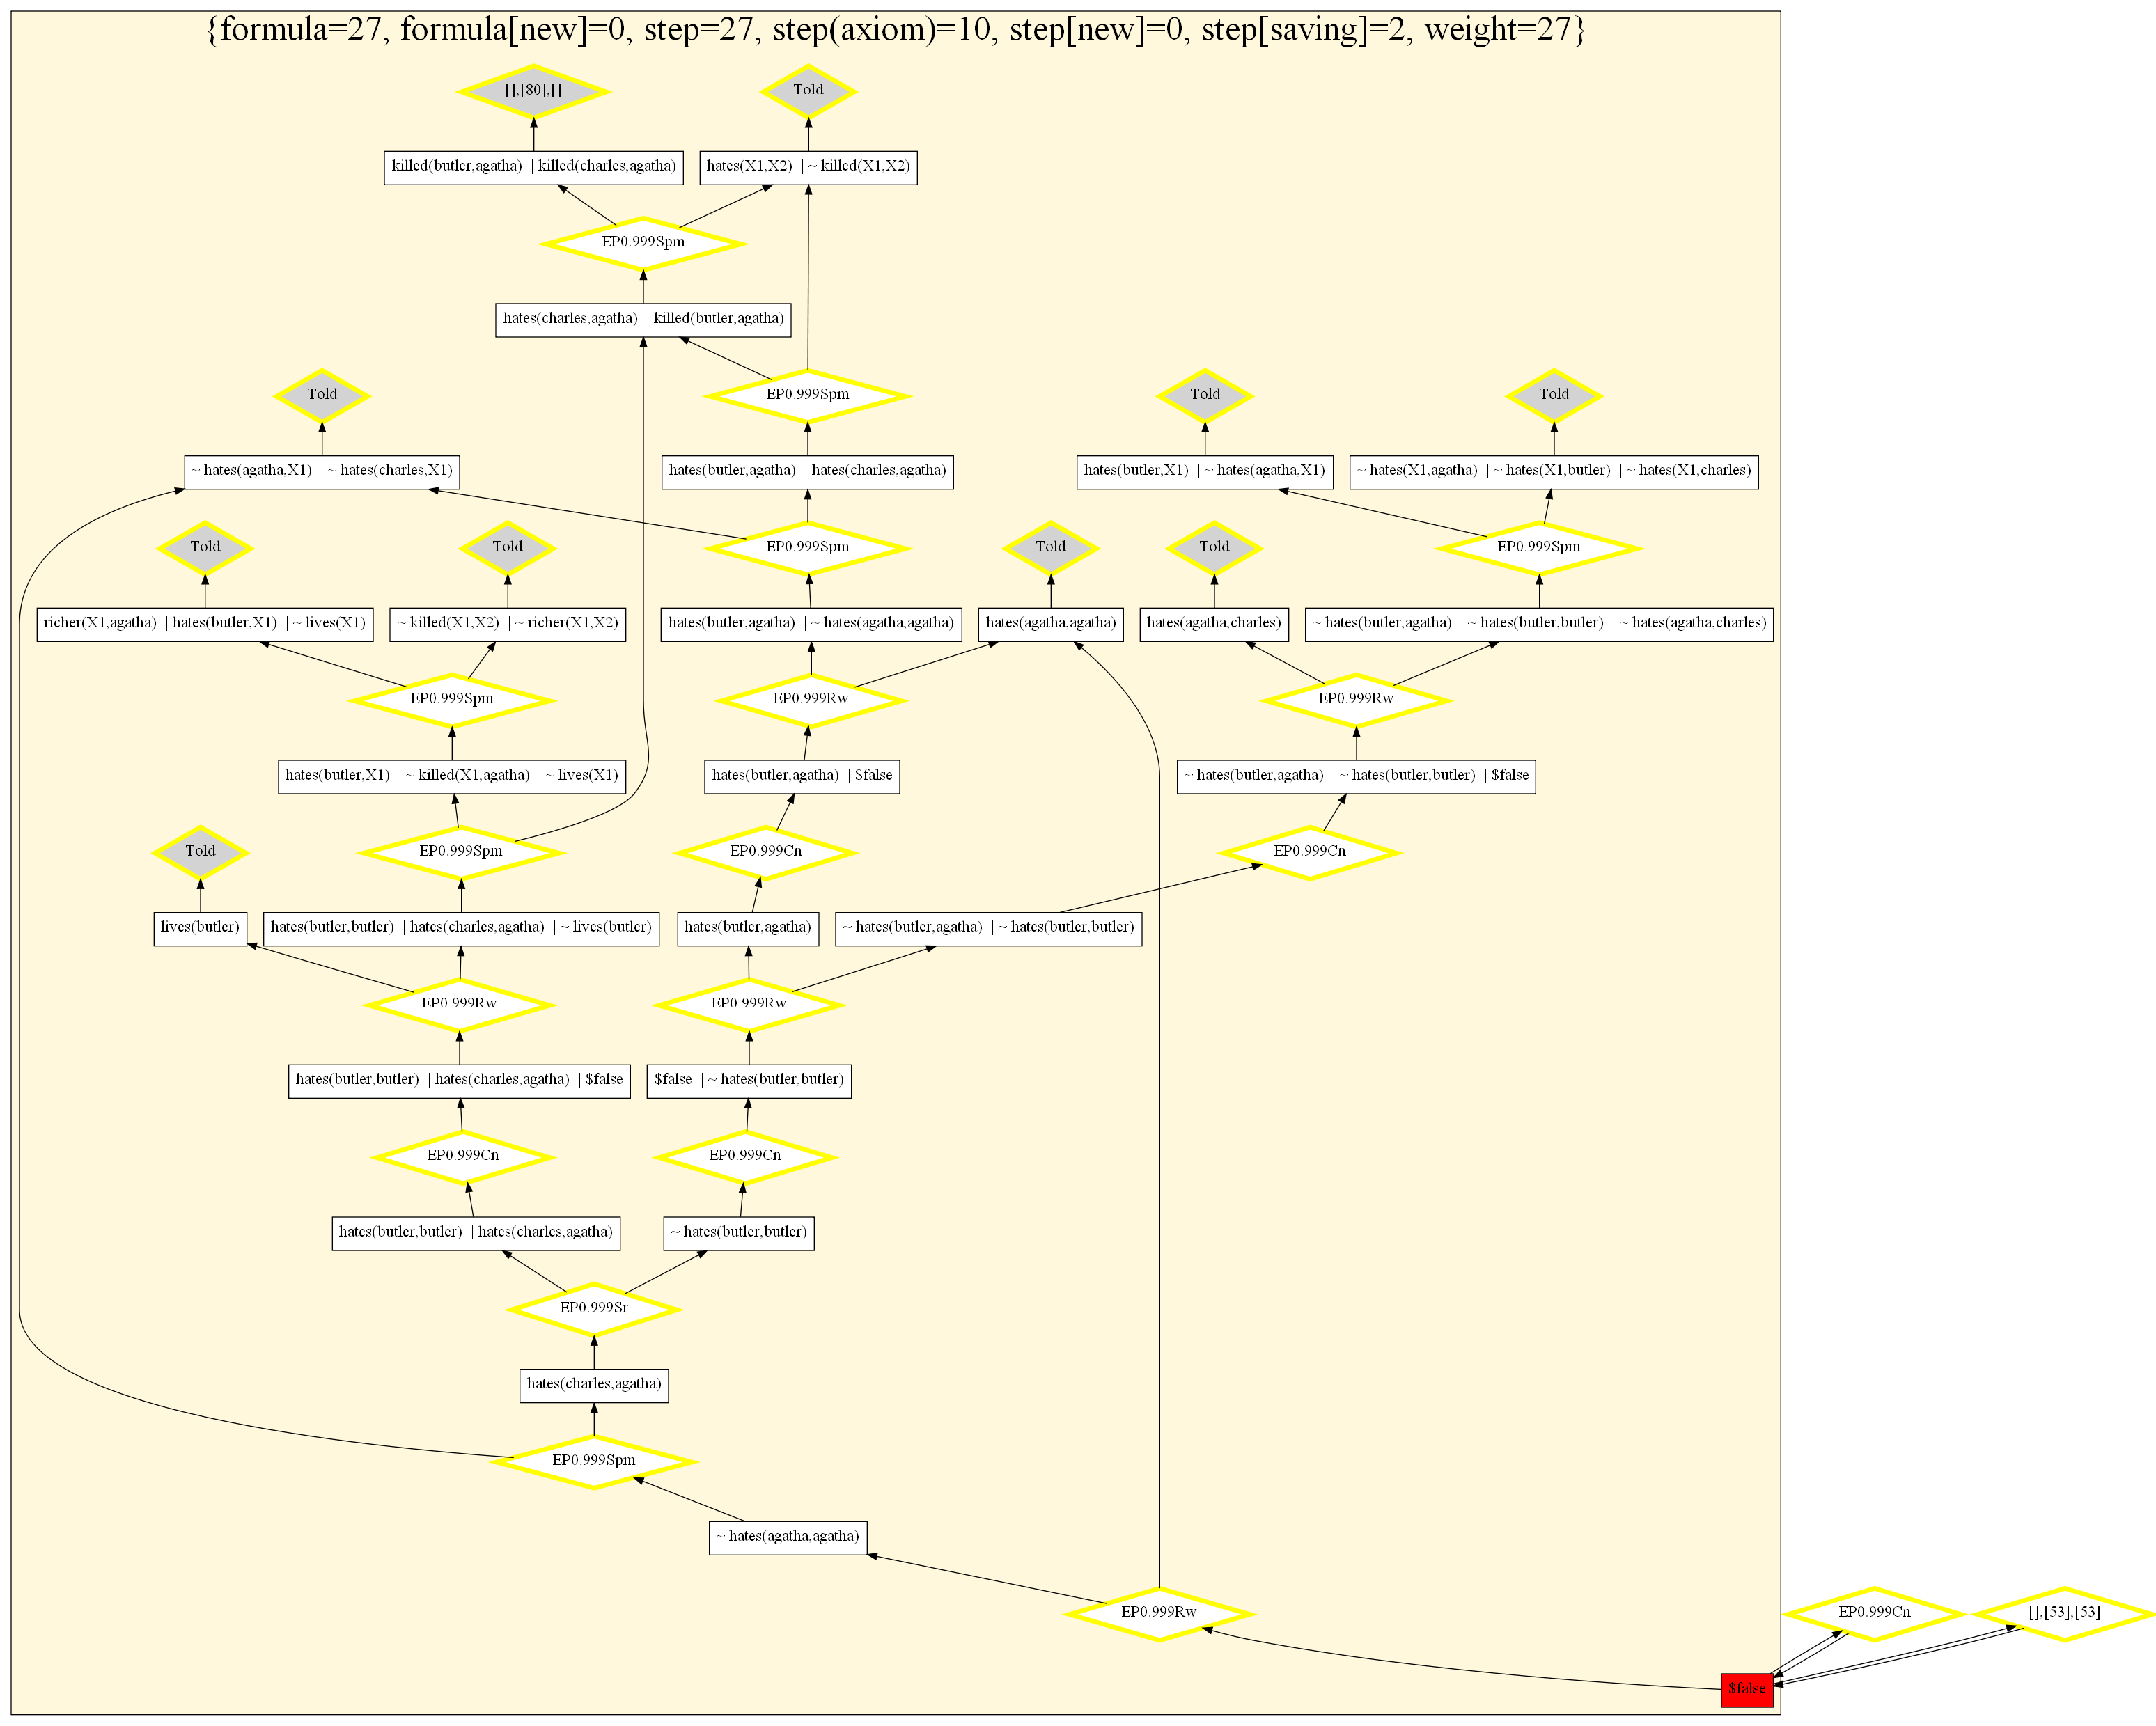 {formula=27, formula[new]=0, step=27, step(axiom)=10, step[new]=0, step[saving]=2, weight=27}
[],[80],[]
Told
killed(butler,agatha) | killed(charles,agatha)
hates(X1,X2) | ~ killed(X1,X2)
EP0.999Spm
hates(charles,agatha) | killed(butler,agatha)
Told
EP0.999Spm
Told
Told
~ hates(agatha,X1) | ~ hates(charles,X1)
hates(butler,agatha) | hates(charles,agatha)
hates(butler,X1) | ~ hates(agatha,X1)
~ hates(X1,agatha) | ~ hates(X1,butler) | ~ hates(X1,charles)
Told
Told
EP0.999Spm
Told
Told
EP0.999Spm
richer(X1,agatha) | hates(butler,X1) | ~ lives(X1)
~ killed(X1,X2) | ~ richer(X1,X2)
hates(butler,agatha) | ~ hates(agatha,agatha)
hates(agatha,agatha)
hates(agatha,charles)
~ hates(butler,agatha) | ~ hates(butler,butler) | ~ hates(agatha,charles)
EP0.999Spm
EP0.999Rw
EP0.999Rw
hates(butler,X1) | ~ killed(X1,agatha) | ~ lives(X1)
hates(butler,agatha) | $false
~ hates(butler,agatha) | ~ hates(butler,butler) | $false
Told
EP0.999Spm
EP0.999Cn
EP0.999Cn
lives(butler)
hates(butler,butler) | hates(charles,agatha) | ~ lives(butler)
hates(butler,agatha)
~ hates(butler,agatha) | ~ hates(butler,butler)
EP0.999Rw
EP0.999Rw
hates(butler,butler) | hates(charles,agatha) | $false
$false | ~ hates(butler,butler)
EP0.999Cn
EP0.999Cn
hates(butler,butler) | hates(charles,agatha)
~ hates(butler,butler)
EP0.999Sr
hates(charles,agatha)
EP0.999Spm
~ hates(agatha,agatha)
EP0.999Rw
EP0.999Cn
[],[53],[53]
$false